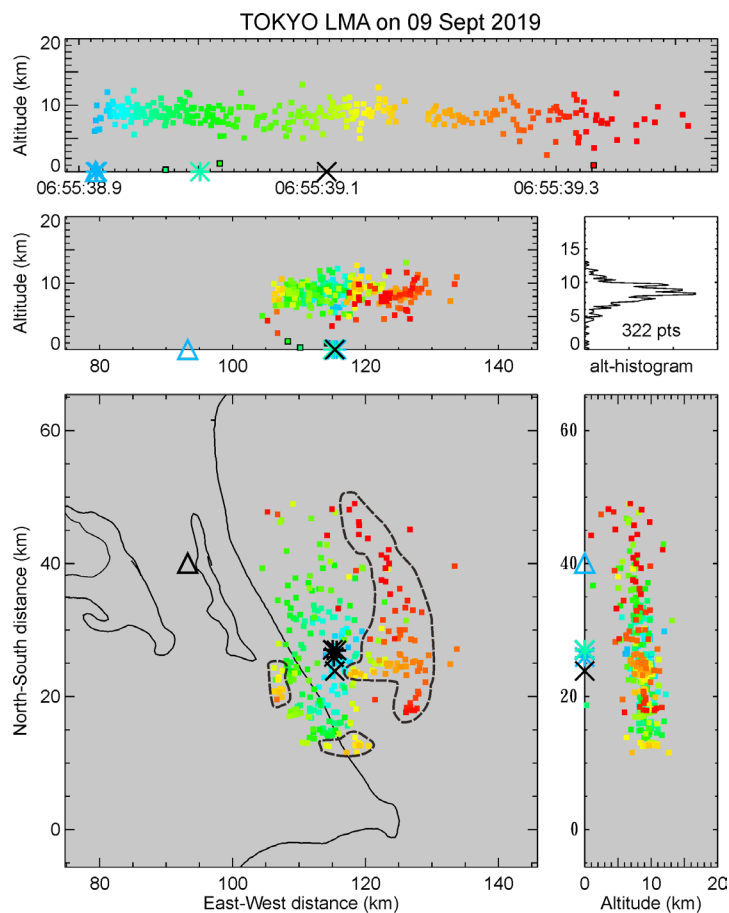 TOKYO LMA on 09 Sept 2019
Altitude (km)
20
10
0
06:55:38.9 06:55:39.1 06:55:39.3
Altitude (km)
20
10
0
80 100 120 140
15
10
5
0
322 pts
alt-histogram
North-South distance (km)
60
40
20
0
80 100 120 140
East-West distance (km)
60
40
20
0
0 10 20
Altitude (km)